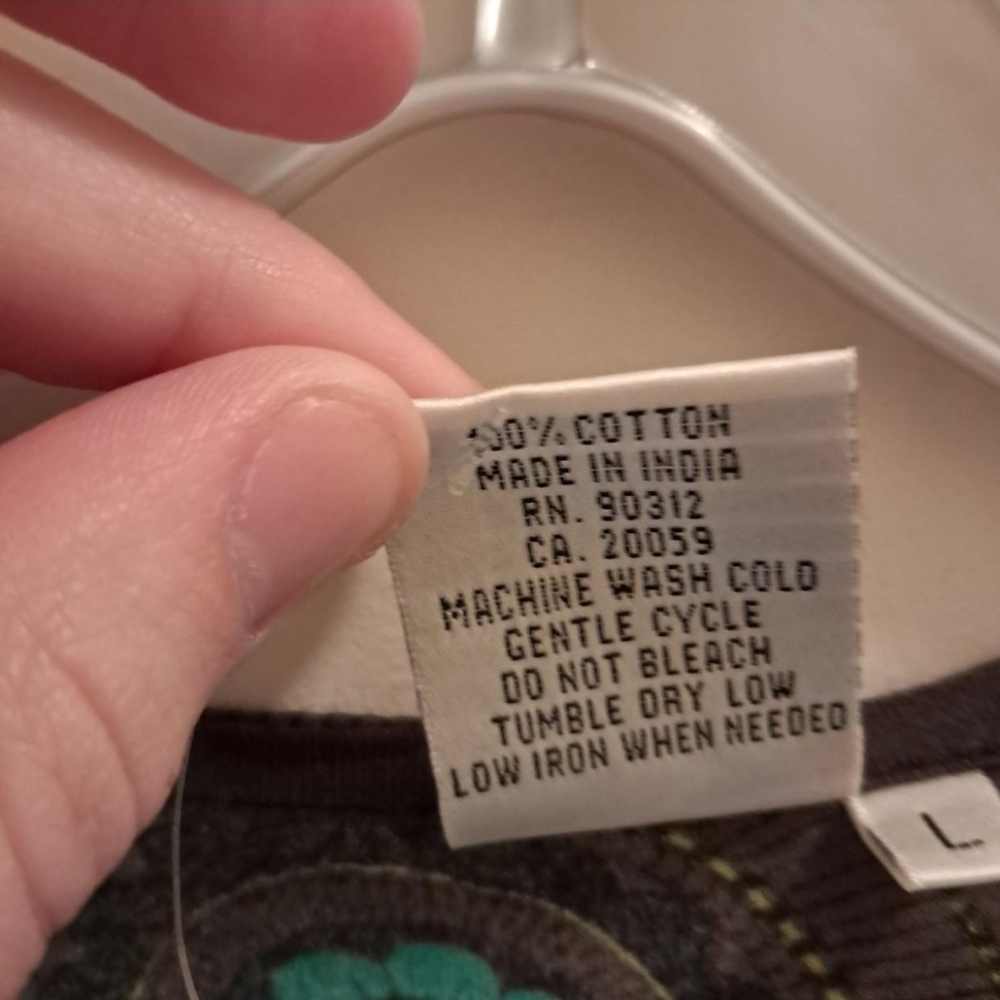 100% COTTON
MADE IN INDIA
RN. 90312
CA. 20059
MACHINE WASH COLD
GENTLE CYCLE
DO NOT BLEACH
TUMBLE DRY LOW
LOW IRON WHEN NEEDED
L